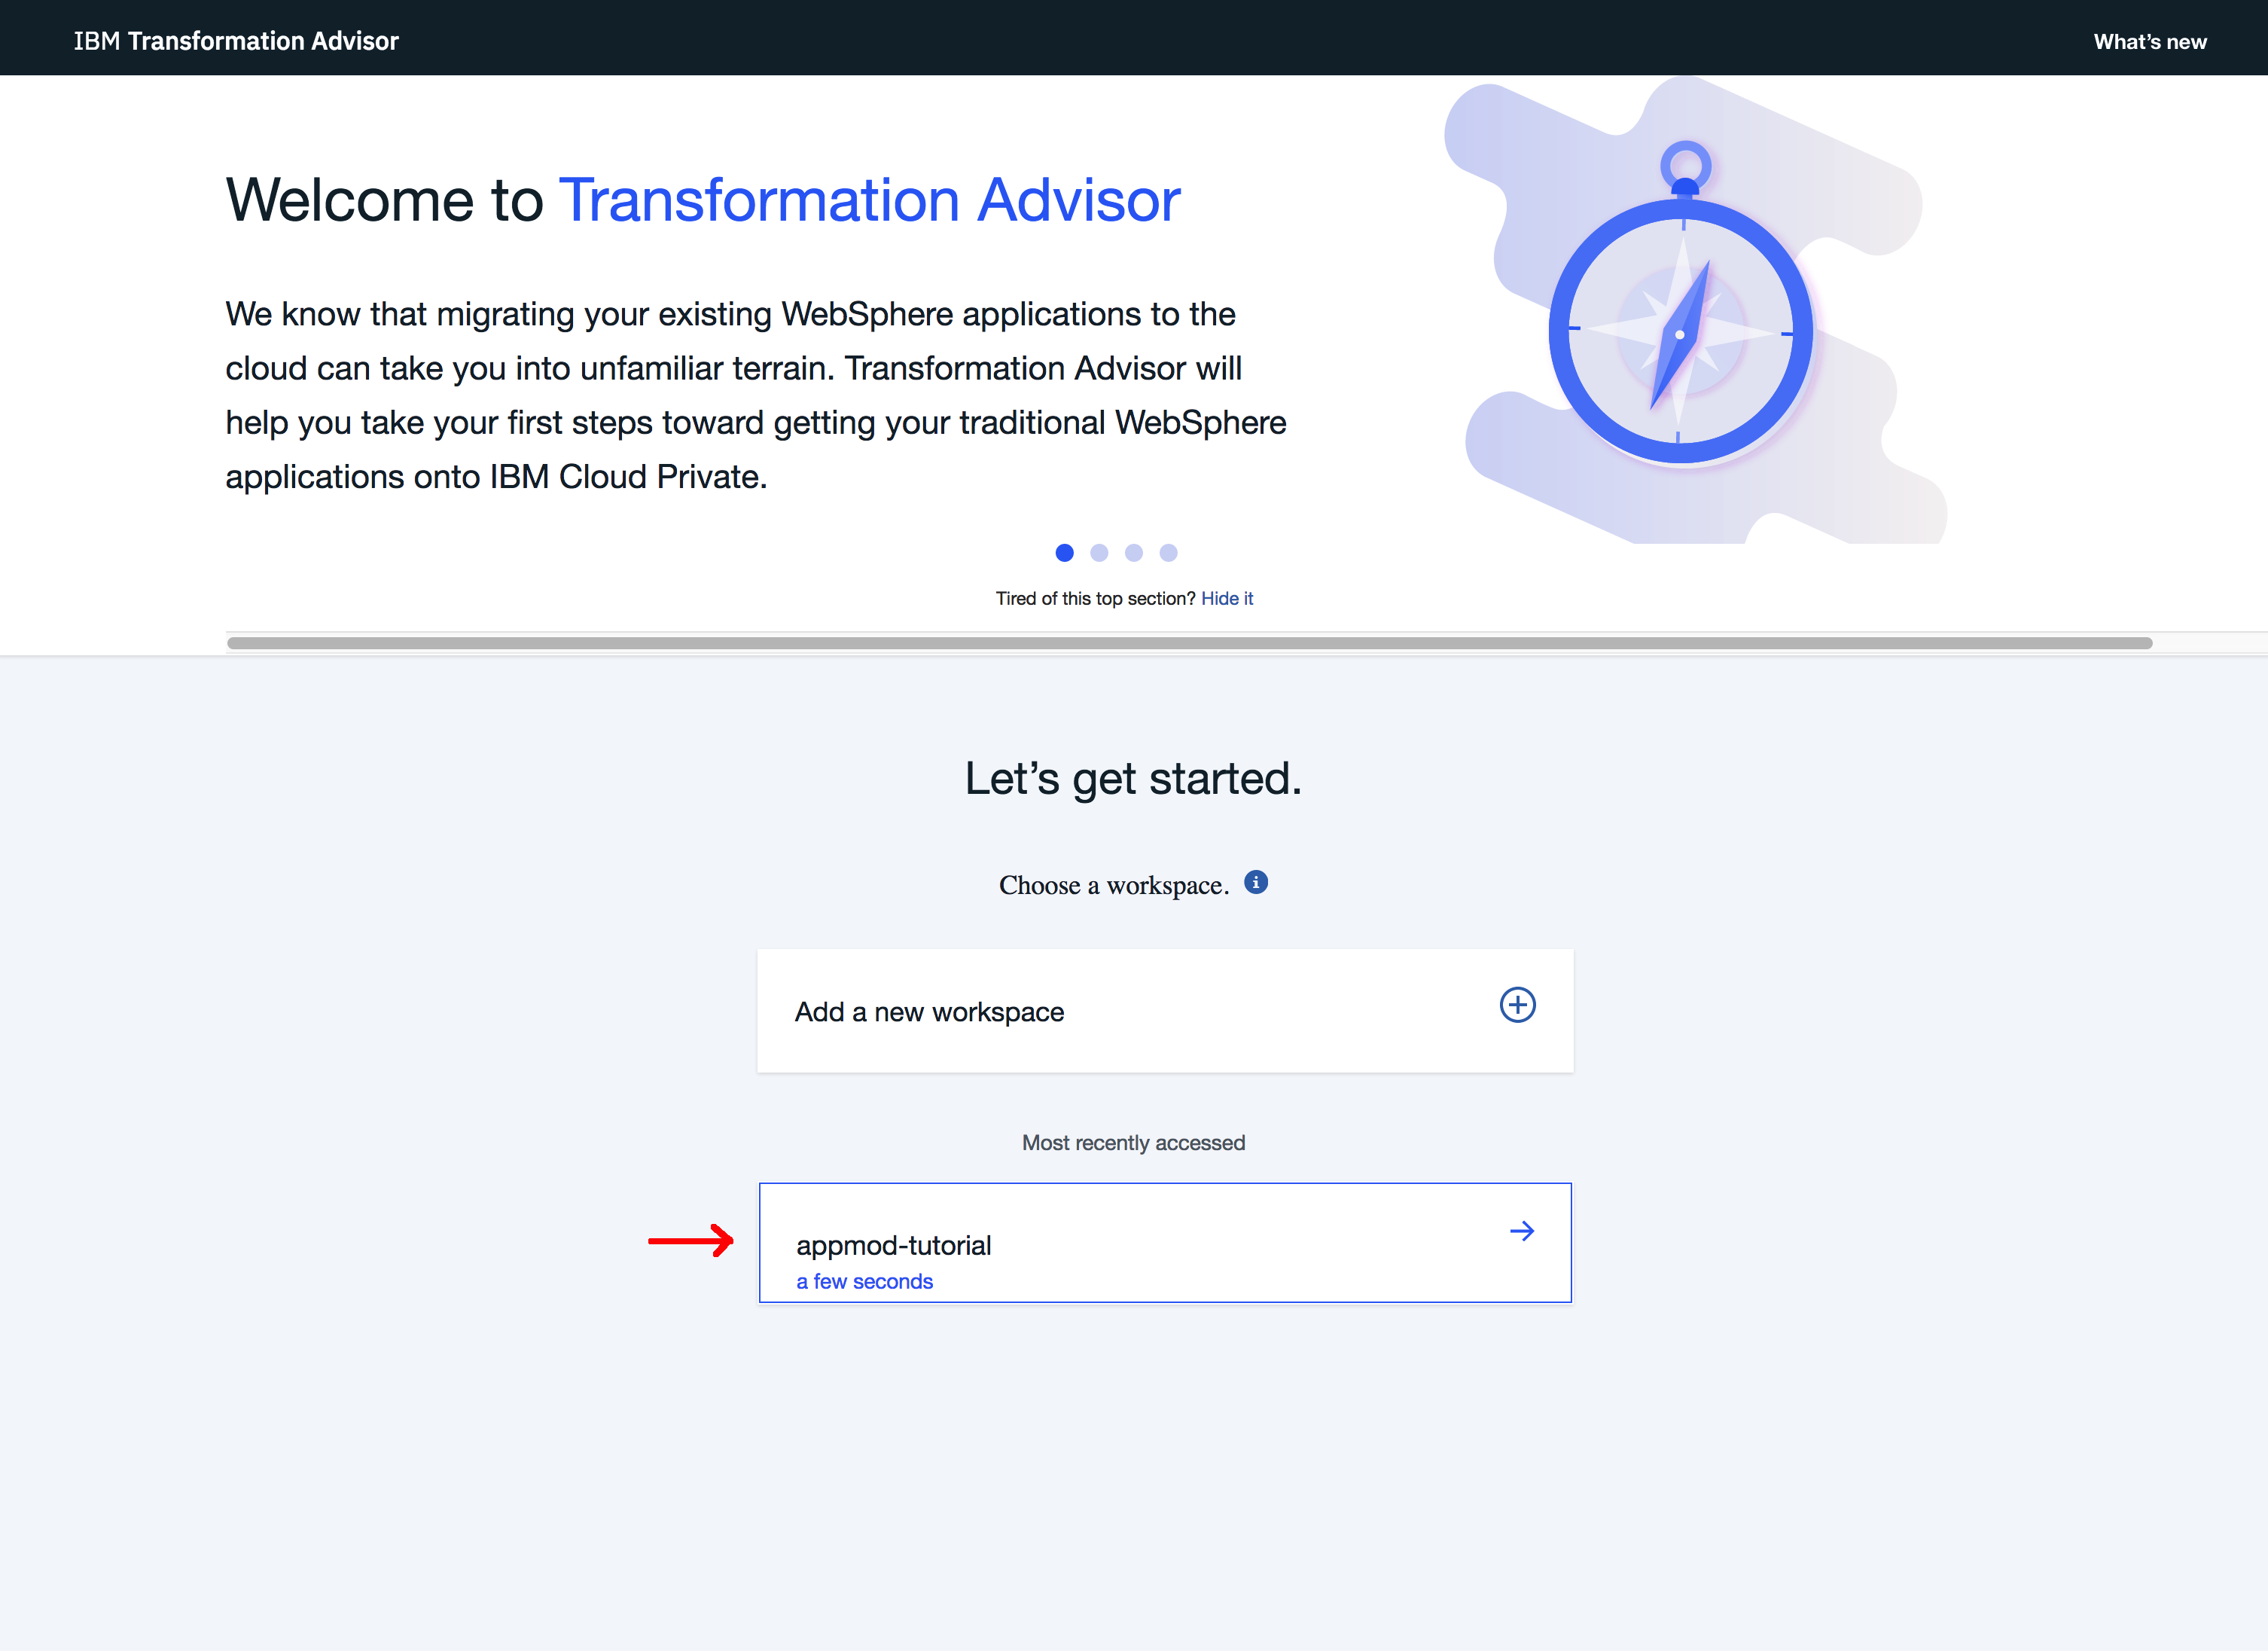 IBM Transformation Advisor
What's new
Welcome to Transformation Advisor
We know that migrating your existing WebSphere applications to the
cloud can take you into unfamiliar terrain. Transformation Advisor will
help you take your first steps toward getting your traditional WebSphere
applications onto IBM Cloud Private.
Tired of this top section? Hide it
Let's get started.
Choose a workspace.
Add a new workspace
Most recently accessed
appmod-tutorial
a few seconds